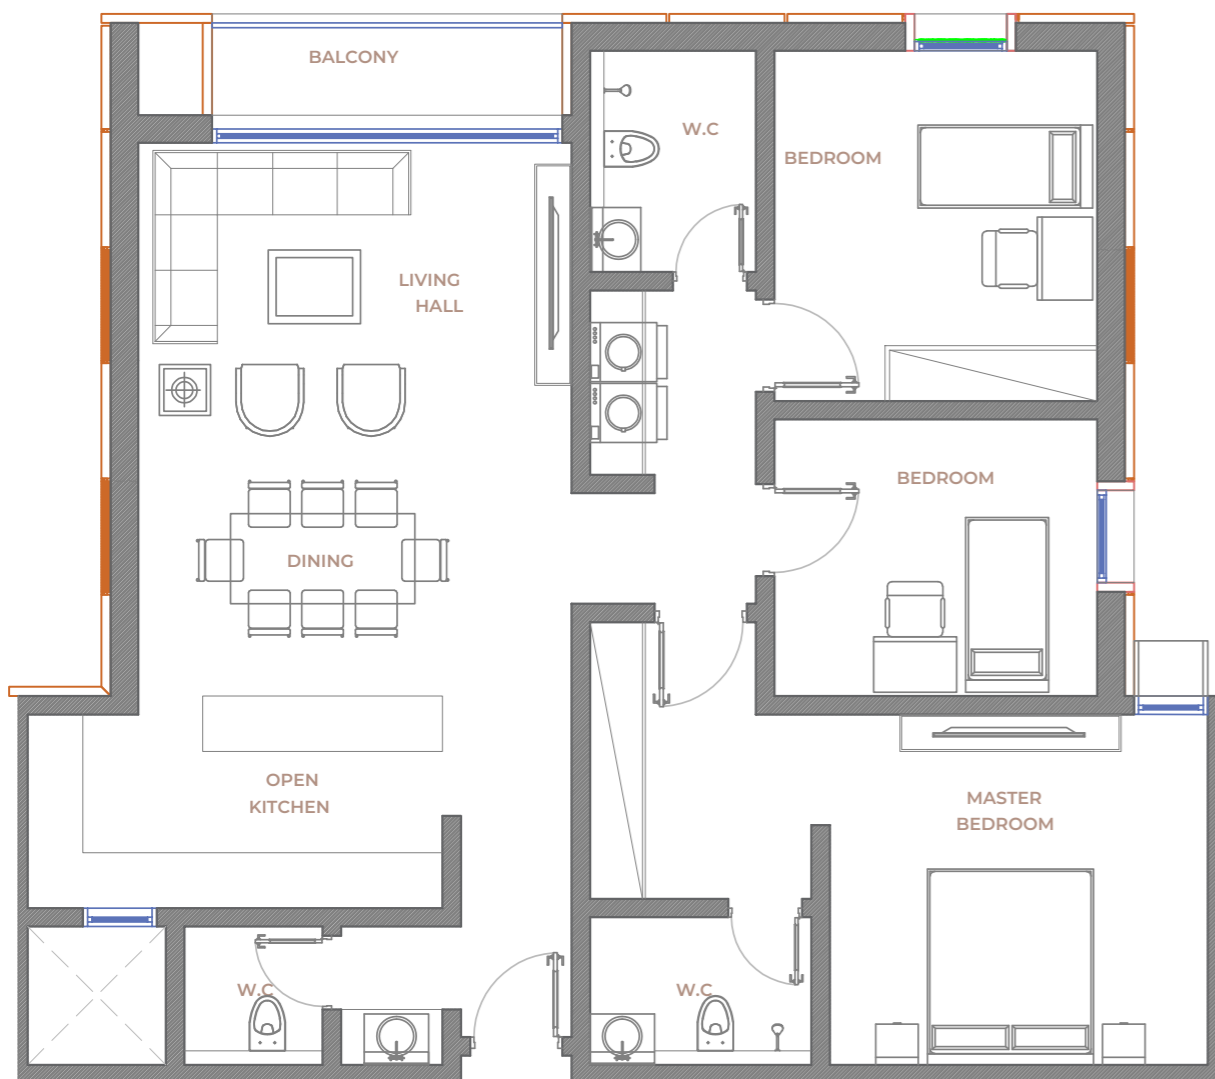 BALCONY
W.C
BEDROOM
LIVING
HALL
BEDROOM
DINING
OPEN
KITCHEN
MASTER
BEDROOM
W.C
W.C